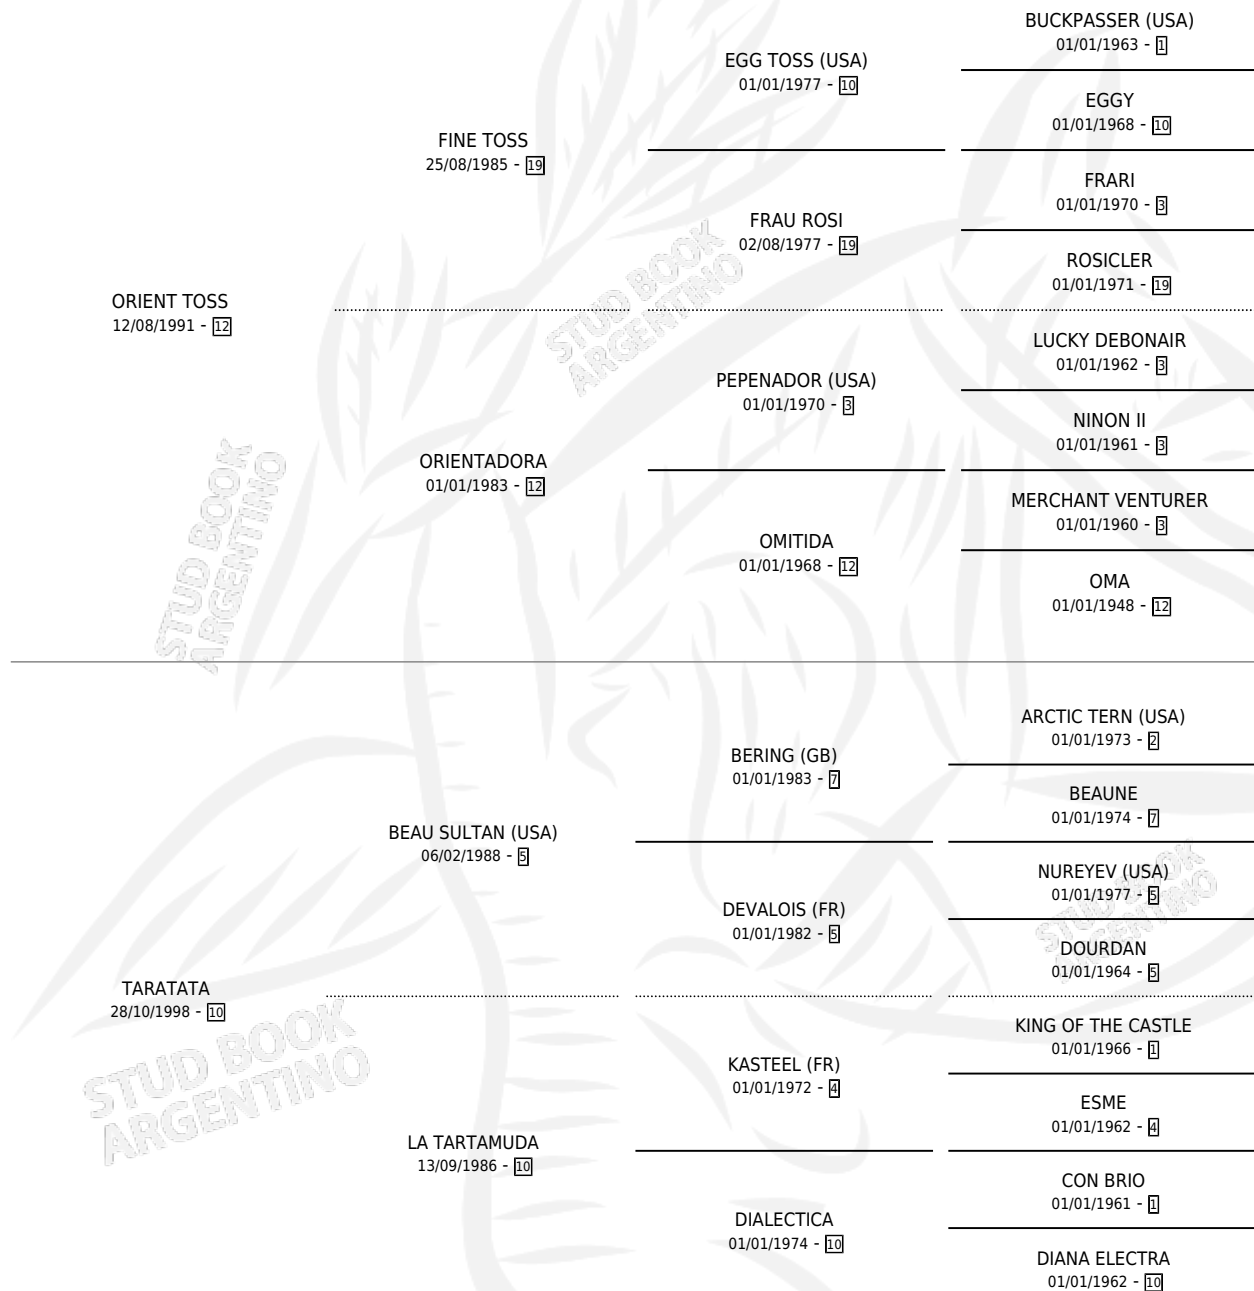 BUCKPASSER (USA)
01/01/1963 - 1
EGG TOSS (USA)
01/01/1977 - 10
EGGY
01/01/1968 - 10
FINE TOSS
25/08/1985 - 19
FRARI
01/01/1970 - 3
FRAU ROSI
02/08/1977 - 19
ROSICLER
01/01/1971 - 19
ORIENT TOSS
12/08/1991 - 12
LUCKY DEBONAIR
01/01/1962 - 3
PEPENADOR (USA)
01/01/1970 - 3
NINON II
01/01/1961 - 3
ORIENTADORA
01/01/1983 - 12
MERCHANT VENTURER
01/01/1960 - 3
OMITIDA
01/01/1968 - 12
OMA
01/01/1948 - 12
ARCTIC TERN (USA)
01/01/1973 - 2
BERING (GB)
01/01/1983 - 7
BEAUNE
01/01/1974 - 7
BEAU SULTAN (USA)
06/02/1988 - 5
NUREYEV (USA)
01/01/1977 - 5
DEVALOIS (FR)
01/01/1982 - 5
DOURDAN
01/01/1964 - 5
TARATATA
28/10/1998 - 10
KING OF THE CASTLE
01/01/1966 - 1
KASTEEL (FR)
01/01/1972 - 4
ESME
01/01/1962 - 4
LA TARTAMUDA
13/09/1986 - 10
CON BRIO
01/01/1961 - 1
DIALECTICA
01/01/1974 - 10
DIANA ELECTRA
01/01/1962 - 10
STUD BOOK
ARGENTINO
STUD BOOK
ARGENTINO
STUD BOOK
ARGENTINO
STUD BOOK
ARGENTINO